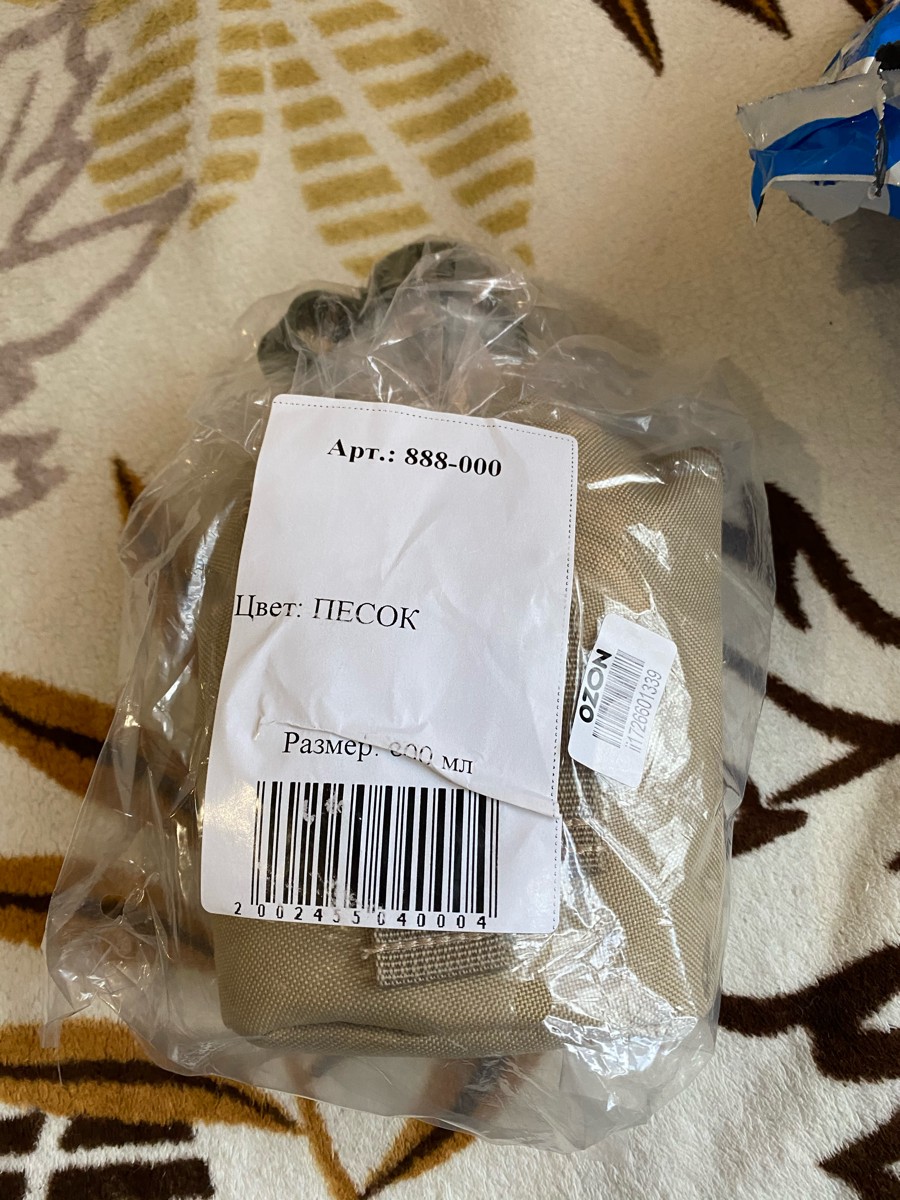 Арт.: 888-000
Цвет: ПЕСОК
OZON
ii1726601339
Размер: 800 мл
2002455040004